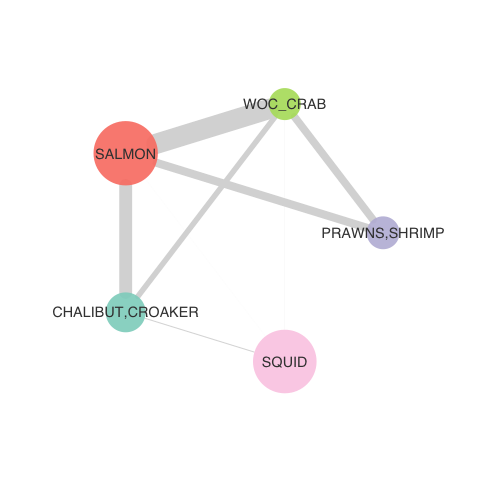 WOC_CRAB
SALMON
PRAWNS,SHRIMP
CHALIBUT,CROAKER
SQUID